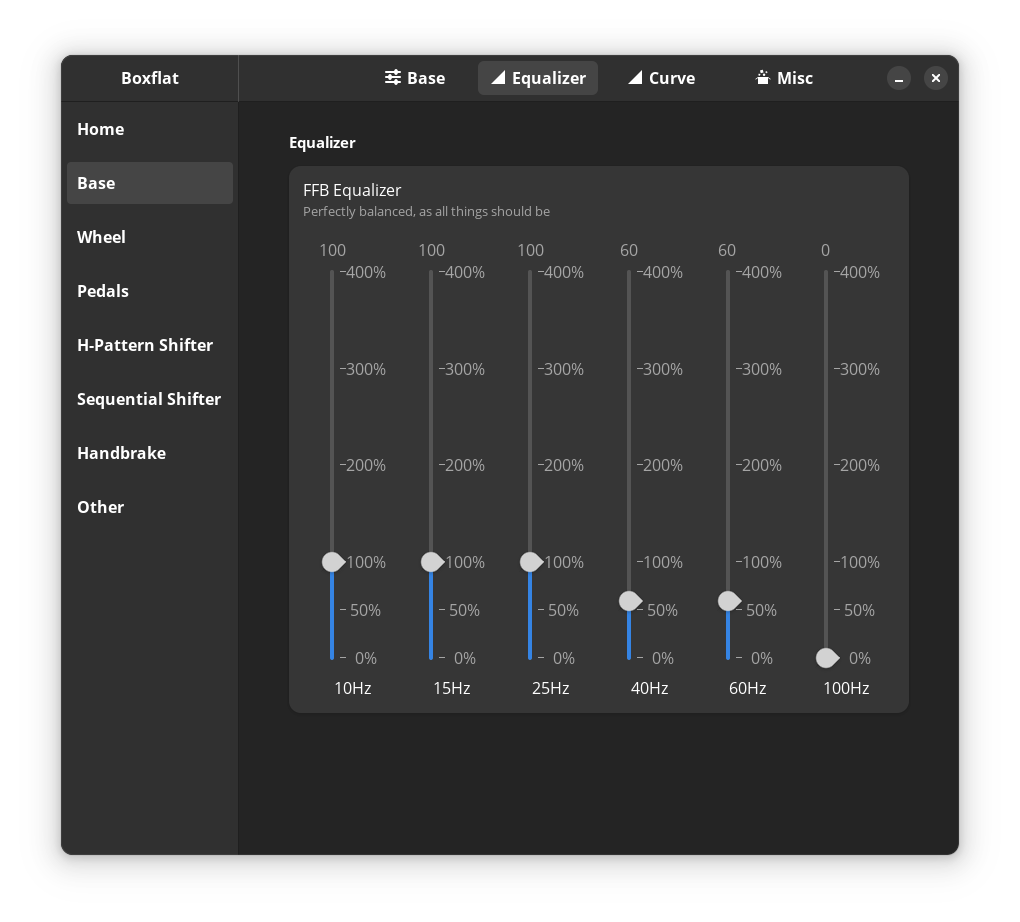 Boxflat
Base Equalizer Curve Misc
Home
Base
Wheel
Pedals
H-Pattern Shifter
Sequential Shifter
Handbrake
Other
Equalizer
FFB Equalizer
Perfectly balanced, as all things should be
100 100 100 60 60 0
400% 400% 400% 400% 400% 400%
300% 300% 300% 300% 300% 300%
200% 200% 200% 200% 200% 200%
100% 100% 100% 100% 100% 100%
50% 50% 50% 50% 50% 50%
0% 0% 0% 0% 0% 0%
10Hz 15Hz 25Hz 40Hz 60Hz 100Hz